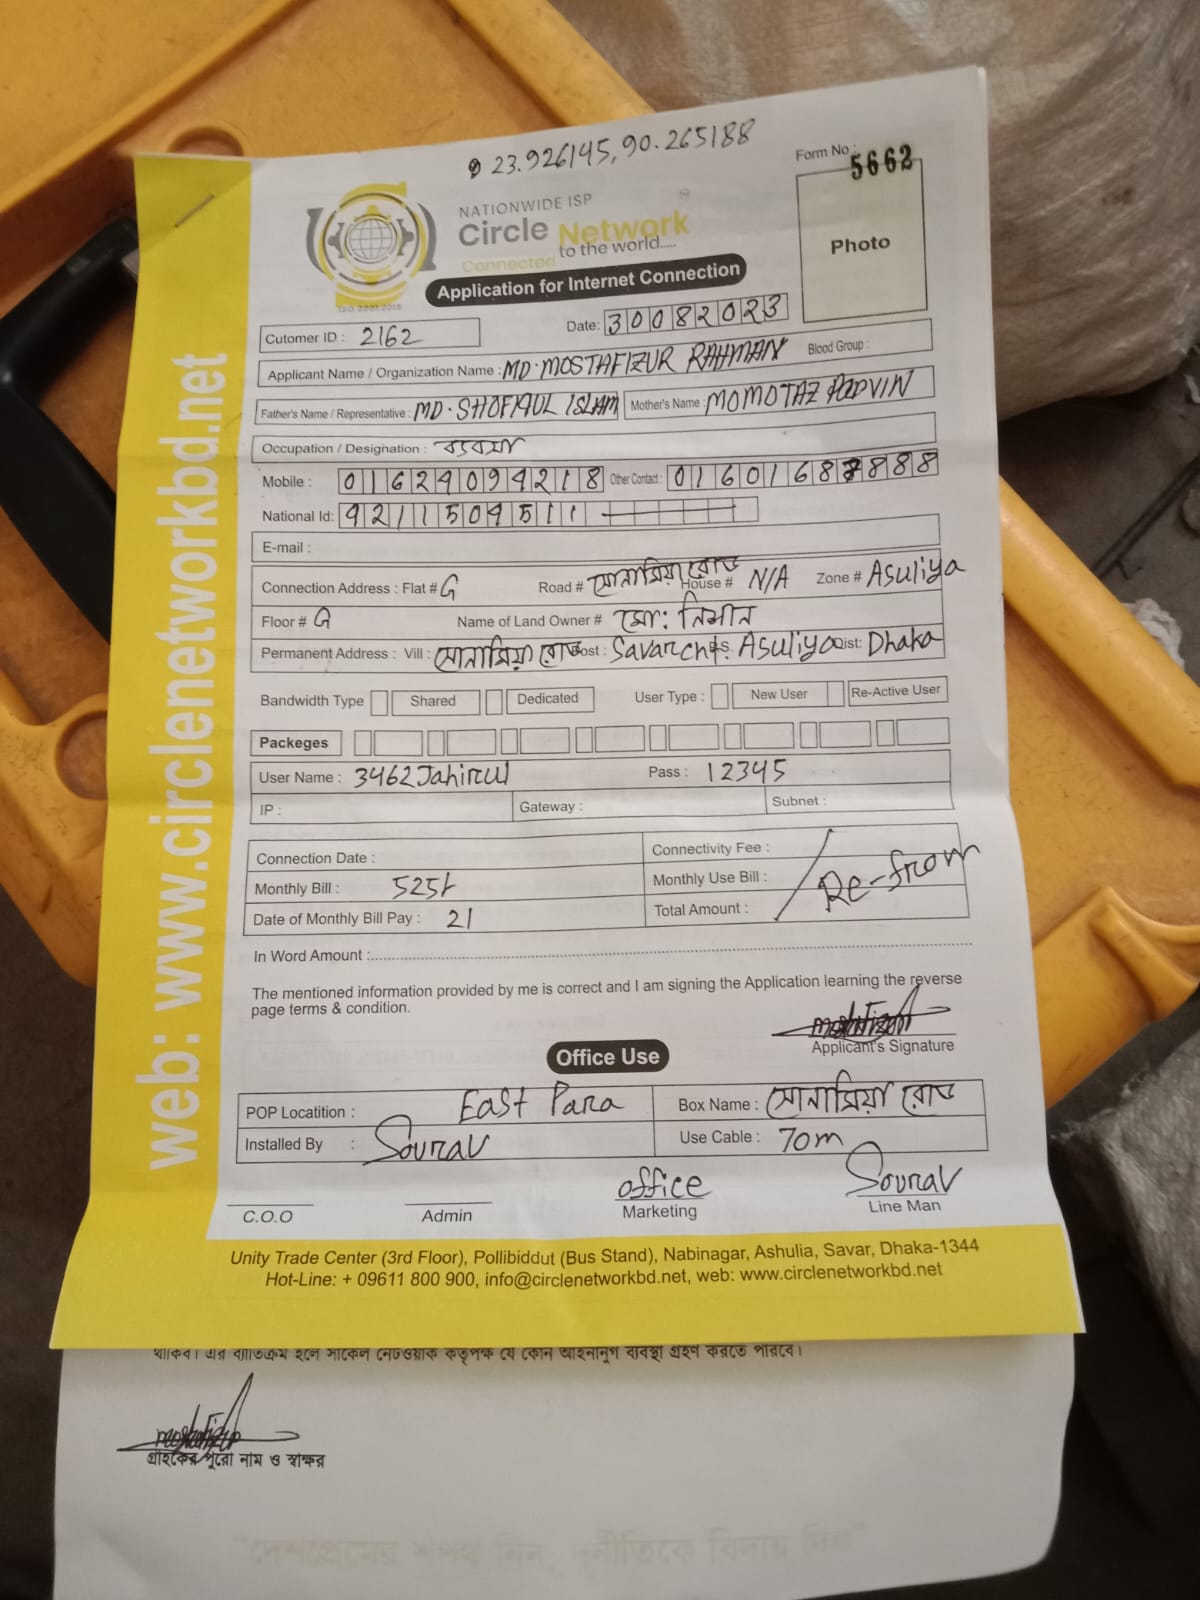 23.926145, 90.265188
Form No : 5662
NATIONWIDE ISP
Circle Network
to the world.....
Connected
ISO 9001:2015
Photo
Application for Internet Connection
Cutomer ID : 2162 Date: 30082023
Applicant Name / Organization Name : MD. MOSTAFIZUR RAHMAN Blood Group :
Father's Name / Representative : MD. SHOFIQUL ISLAM Mother's Name : MOMOTAZ
Occupation / Designation : ব্যবসা
Mobile : 01624094218 Other Contact : 01601687888
National Id: 4211504511
E-mail :
Connection Address : Flat # G Road # সোনামিয়া রোড House # N/A Zone # Asuliya
Floor # G Name of Land Owner # মো:
Permanent Address : Vill : সোনামিয়া রোড Post : Savar P.S: Asuliya Dist: Dhaka
Bandwidth Type Shared Dedicated User Type : New User Re-Active User
Packeges
User Name : 3462Jahirul Pass : 12345
IP : Gateway : Subnet :
Connection Date : Connectivity Fee :
Monthly Bill : 525/- Monthly Use Bill :
Re-from
Date of Monthly Bill Pay : 21 Total Amount :
In Word Amount :
The mentioned information provided by me is correct and I am signing the Application learning the reverse
page terms & condition.
Applicant's Signature
Office Use
POP Locatition : East Para Box Name : সোনামিয়া রোড
Installed By : Sourav Use Cable : 70m
C.O.O Admin office Marketing Sourav Line Man
Unity Trade Center (3rd Floor), Pollibiddut (Bus Stand), Nabinagar, Ashulia, Savar, Dhaka-1344
Hot-Line: + 09611 800 900, info@circlenetworkbd.net, web: www.circlenetworkbd.net
web: www.circlenetworkbd.net
থাকিব। এর ব্যতিক্রম হলে সার্কেল নেটওয়ার্ক কতৃপক্ষ যে কোন আইনানুগ ব্যবস্থা গ্রহণ করতে পারবে।
গ্রাহকের পুরো নাম ও স্বাক্ষর